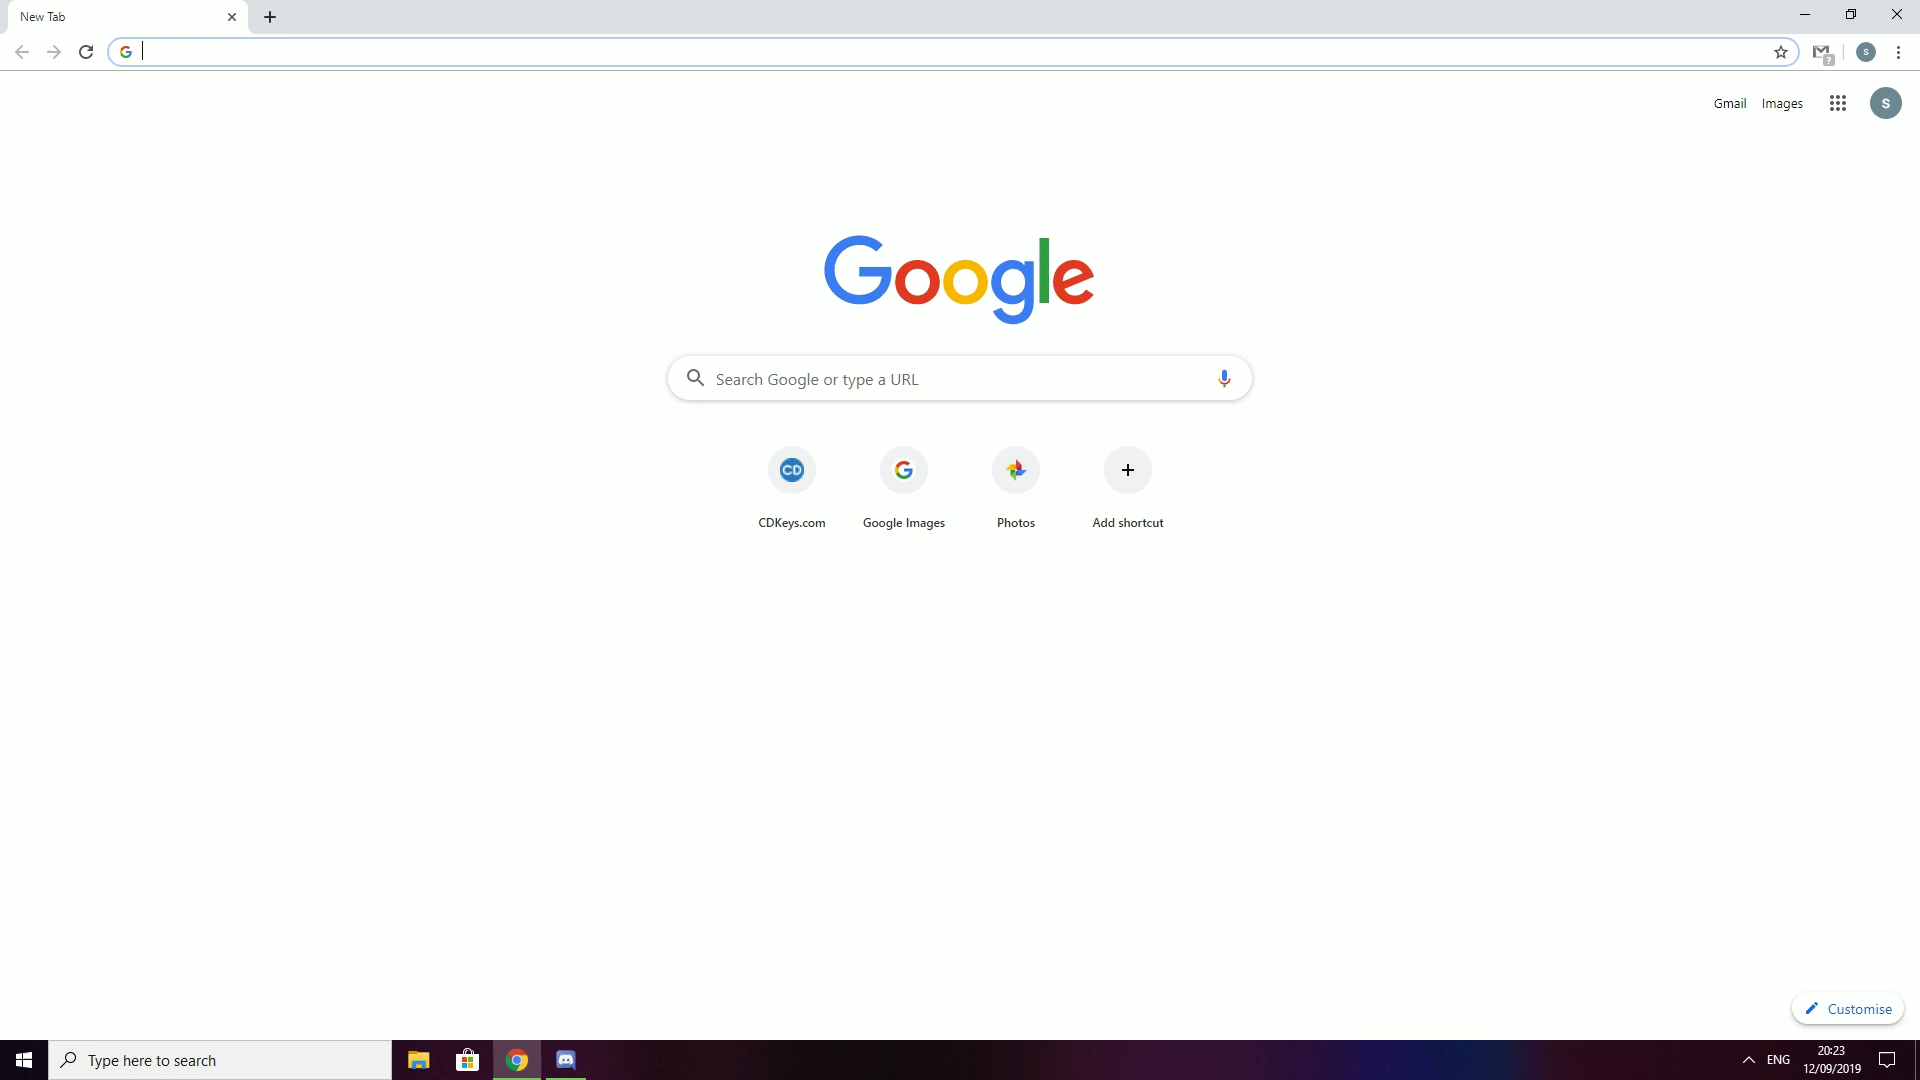 New Tab
Gmail Images S
S
Google
Search Google or type a URL
CD
CDKeys.com Google Images Photos Add shortcut
Customise
Type here to search
ENG
20:23
12/09/2019